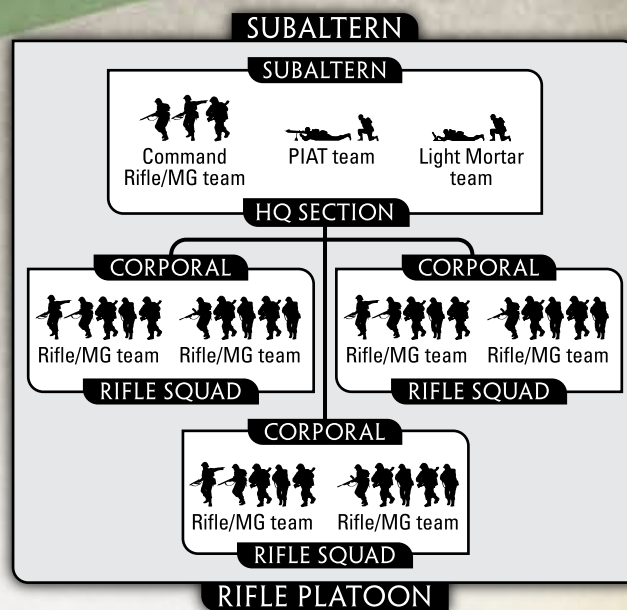 SUBALTERN
SUBALTERN
Command
Rifle/MG team
PIAT team
Light Mortar
team
HQ SECTION
CORPORAL
Rifle/MG team Rifle/MG team
RIFLE SQUAD
CORPORAL
Rifle/MG team Rifle/MG team
RIFLE SQUAD
CORPORAL
Rifle/MG team Rifle/MG team
RIFLE SQUAD
RIFLE PLATOON